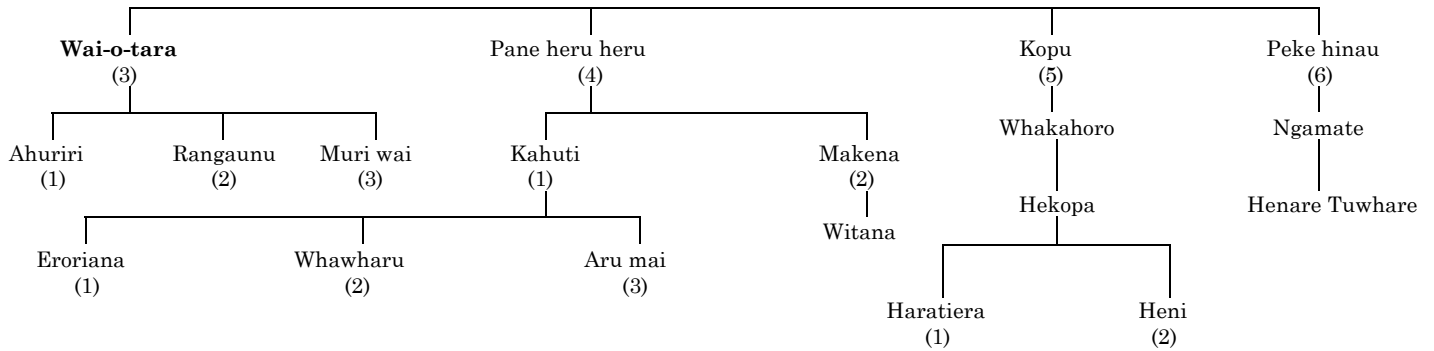 Wai-o-tara Pane heru heru Kopu Peke hinau
(3) (4) (5) (6)
Whakahoro Ngamate
Ahuriri Rangaunu Muri wai Kahuti Makena
(1) (2) (3) (1) (2)
Hekopa Henare Tuwhare
Witana
Eroriana Whawharu Aru mai
(1) (2) (3)
Haratiera Heni
(1) (2)